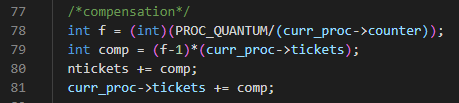 77 /*compensation*/
78 int f = (int)(PROC_QUANTUM/(curr_proc->counter));
79 int comp = (f-1)*(curr_proc->tickets);
80 ntickets += comp;
81 curr_proc->tickets += comp;